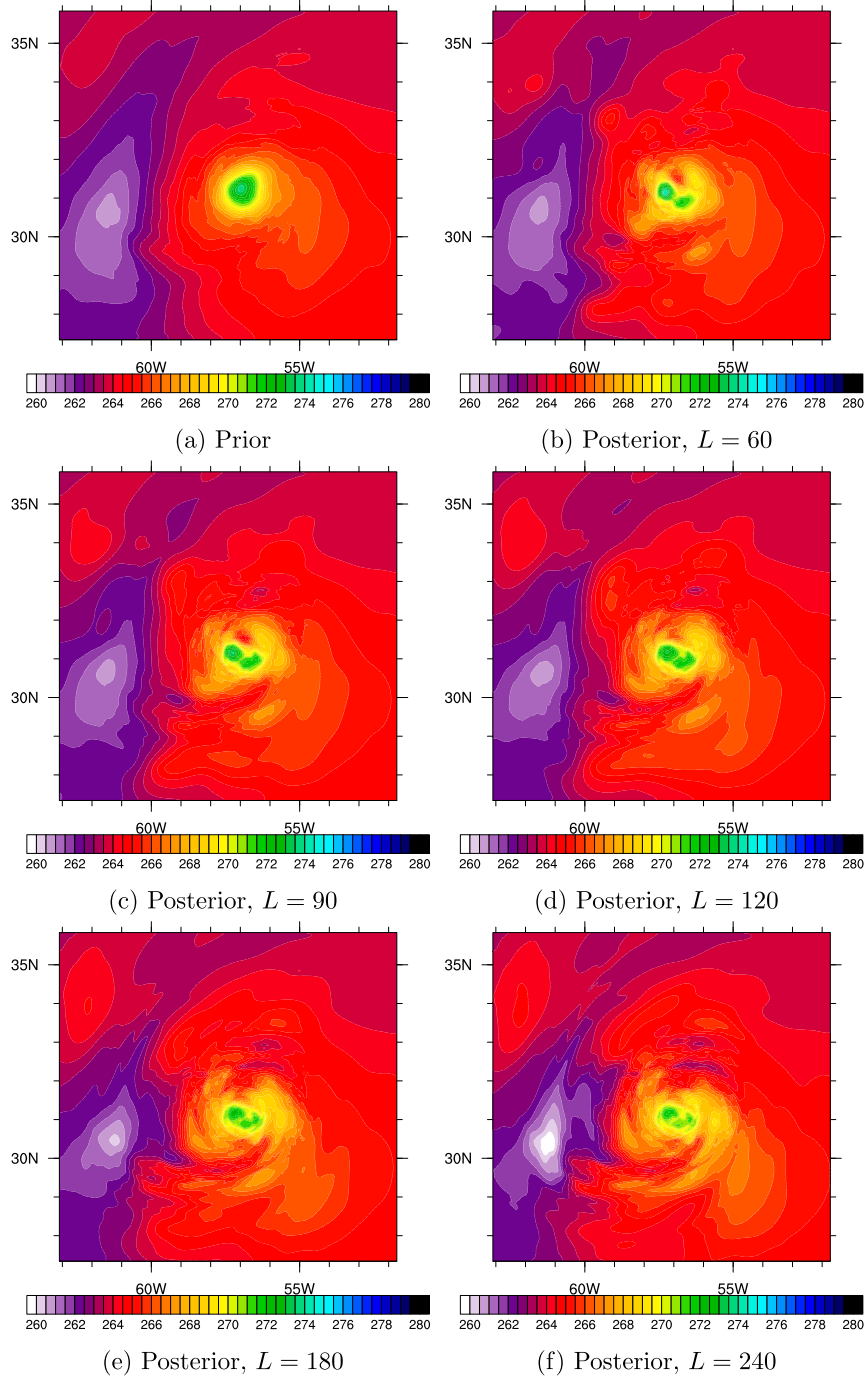 35N 35N
30N 30N
60W 55W 60W 55W
260 262 264 266 268 270 272 274 276 278 280 260 262 264 266 268 270 272 274 276 278 280
(a) Prior (b) Posterior, L = 60
35N 35N
30N 30N
60W 55W 60W 55W
260 262 264 266 268 270 272 274 276 278 280 260 262 264 266 268 270 272 274 276 278 280
(c) Posterior, L = 90 (d) Posterior, L = 120
35N 35N
30N 30N
60W 55W 60W 55W
260 262 264 266 268 270 272 274 276 278 280 260 262 264 266 268 270 272 274 276 278 280
(e) Posterior, L = 180 (f) Posterior, L = 240